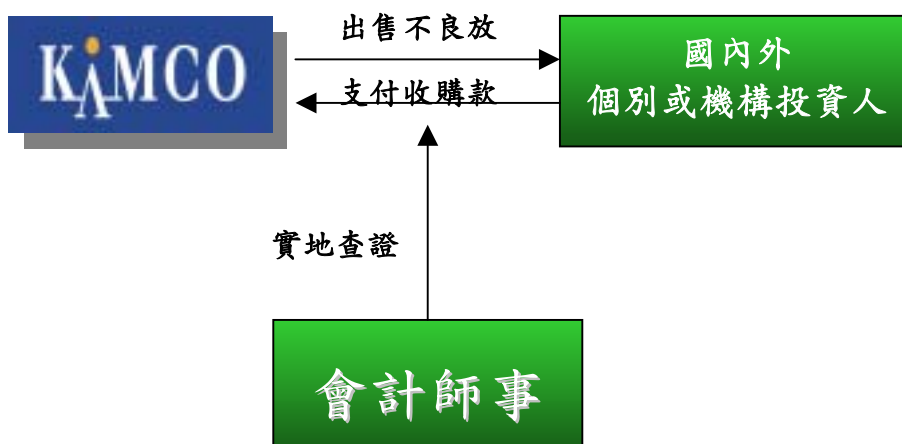 KAMCO
出售不良放
支付收購款
國內外
個別或機構投資人
實地查證
會計師事